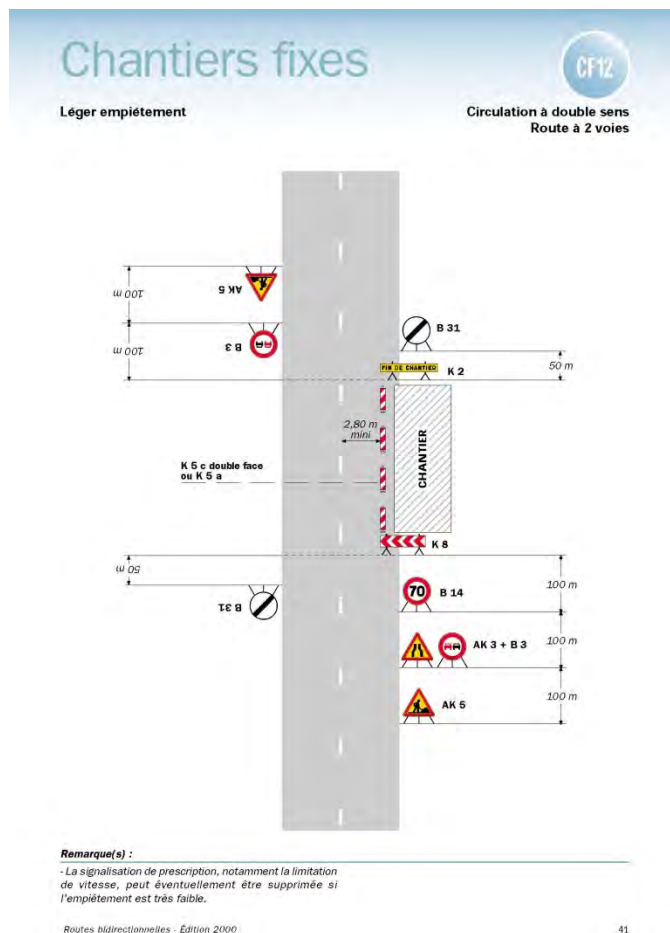 Chantiers fixes
CF12
Léger empiétement
Circulation à double sens
Route à 2 voies
AK 5
100 m
B 3
100 m
B 31
50 m
FIN DE CHANTIER
K 2
2,80 m
mini
CHANTIER
K 5 c double face
ou K 5 a
K 8
50 m
B 31
70
B 14
100 m
AK 3 + B 3
100 m
AK 5
100 m
Remarque(s) :
- La signalisation de prescription, notamment la limitation
de vitesse, peut éventuellement être supprimée si
l'empiétement est très faible.
Routes bidirectionnelles - Édition 2000
41